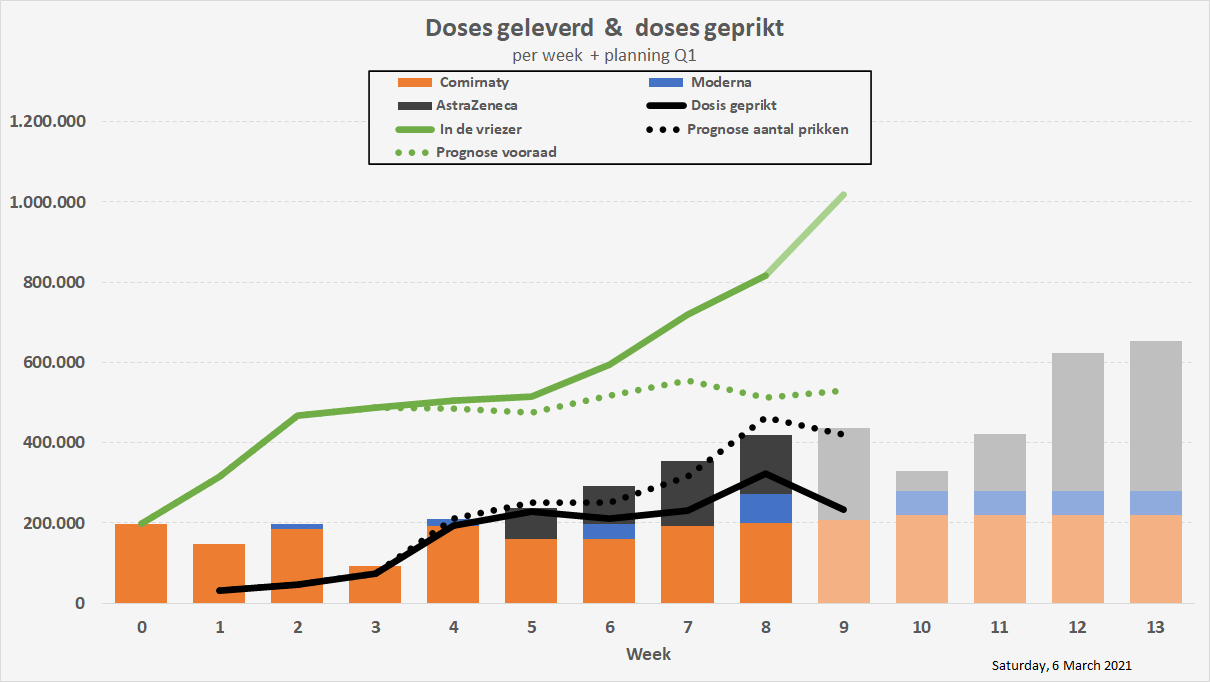 Doses geleverd & doses geprikt
per week + planning Q1
Comirnaty Moderna
AstraZeneca Dosis geprikt
In de vriezer Prognose aantal prikken
Prognose vooraad
1.200.000
1.000.000
800.000
600.000
400.000
200.000
0
0 1 2 3 4 5 6 7 8 9 10 11 12 13
Week
Saturday, 6 March 2021